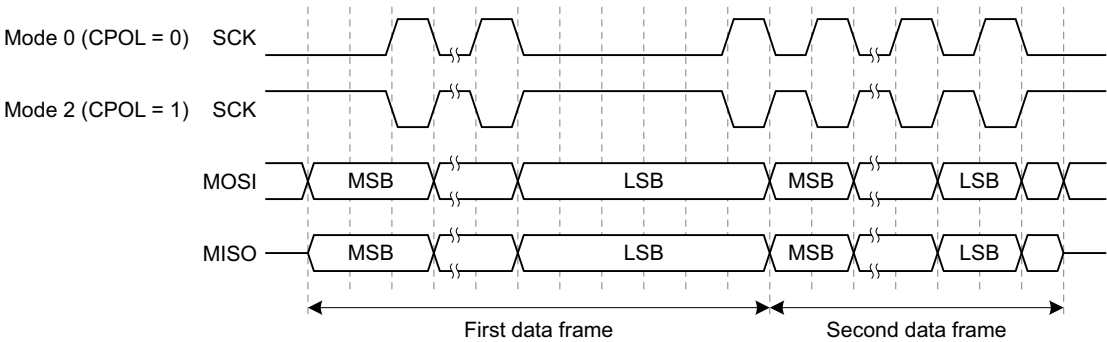 Mode 0 (CPOL = 0) SCK
Mode 2 (CPOL = 1) SCK
MOSI MSB LSB MSB LSB
MISO MSB LSB MSB LSB
First data frame Second data frame